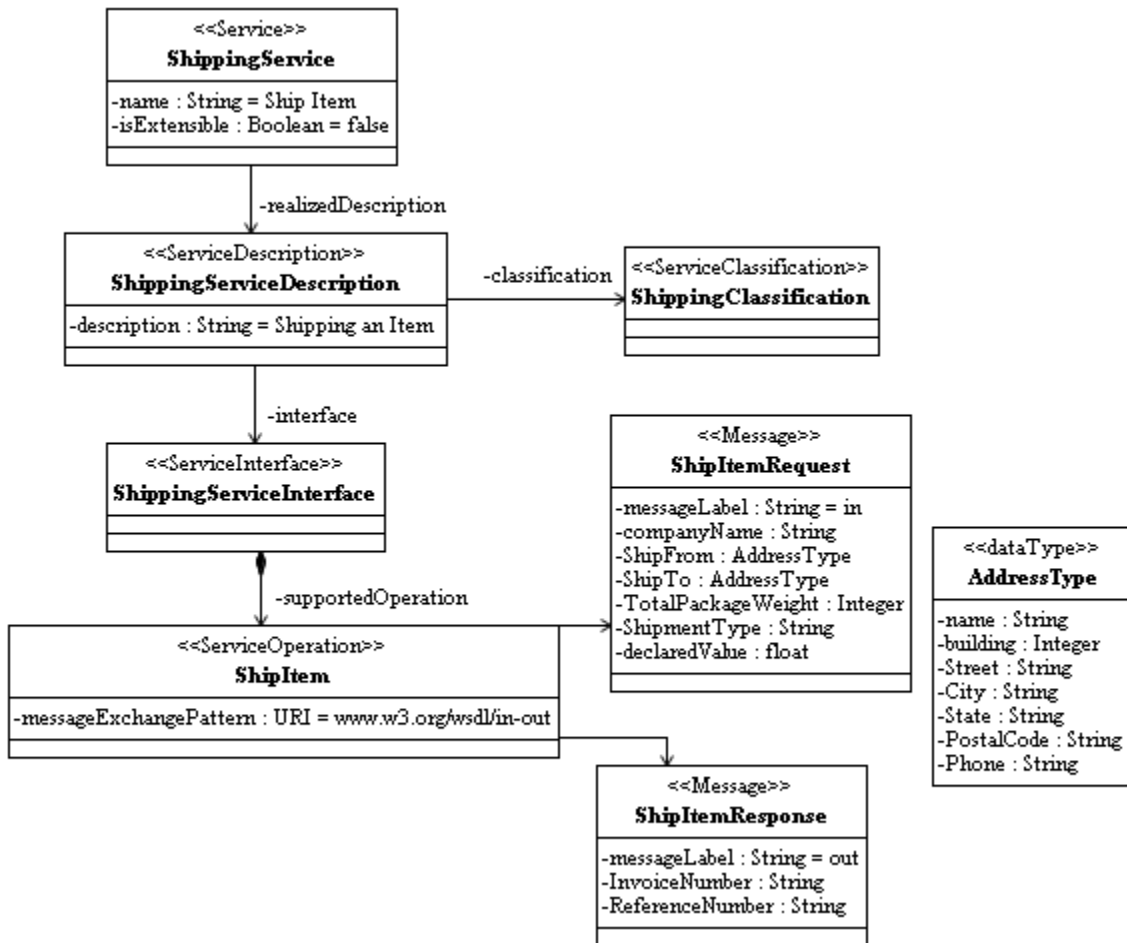 <<Service>>
ShippingService
-name : String = Ship Item
-isExtensible : Boolean = false
-realizedDescription
<<ServiceDescription>>
ShippingServiceDescription
-description : String = Shipping an Item
-classification
<<ServiceClassification>>
ShippingClassification
-interface
<<ServiceInterface>>
ShippingServiceInterface
-supportedOperation
<<ServiceOperation>>
ShipItem
-messageExchangePattern : URI = www.w3.org/wsdl/in-out
<<Message>>
ShipItemRequest
-messageLabel : String = in
-companyName : String
-ShipFrom : AddressType
-ShipTo : AddressType
-TotalPackageWeight : Integer
-ShipmentType : String
-declaredValue : float
<<dataType>>
AddressType
-name : String
-building : Integer
-Street : String
-City : String
-State : String
-PostalCode : String
-Phone : String
<<Message>>
ShipItemResponse
-messageLabel : String = out
-InvoiceNumber : String
-ReferenceNumber : String